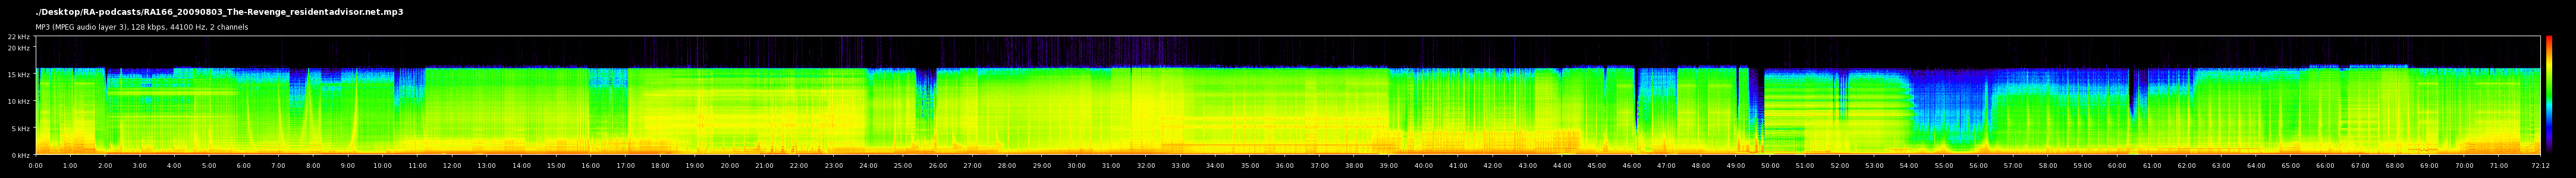 ./Desktop/RA-podcasts/RA166_20090803_The-Revenge_residentadvisor.net.mp3
MP3 (MPEG audio layer 3), 128 kbps, 44100 Hz, 2 channels
22 kHz
20 kHz
15 kHz
10 kHz
5 kHz
0 kHz
0:00 1:00 2:00 3:00 4:00 5:00 6:00 7:00 8:00 9:00 10:00 11:00 12:00 13:00 14:00 15:00 16:00 17:00 18:00 19:00 20:00 21:00 22:00 23:00 24:00 25:00 26:00 27:00 28:00 29:00 30:00 31:00 32:00 33:00 34:00 35:00 36:00 37:00 38:00 39:00 40:00 41:00 42:00 43:00 44:00 45:00 46:00 47:00 48:00 49:00 50:00 51:00 52:00 53:00 54:00 55:00 56:00 57:00 58:00 59:00 60:00 61:00 62:00 63:00 64:00 65:00 66:00 67:00 68:00 69:00 70:00 71:00 72:12